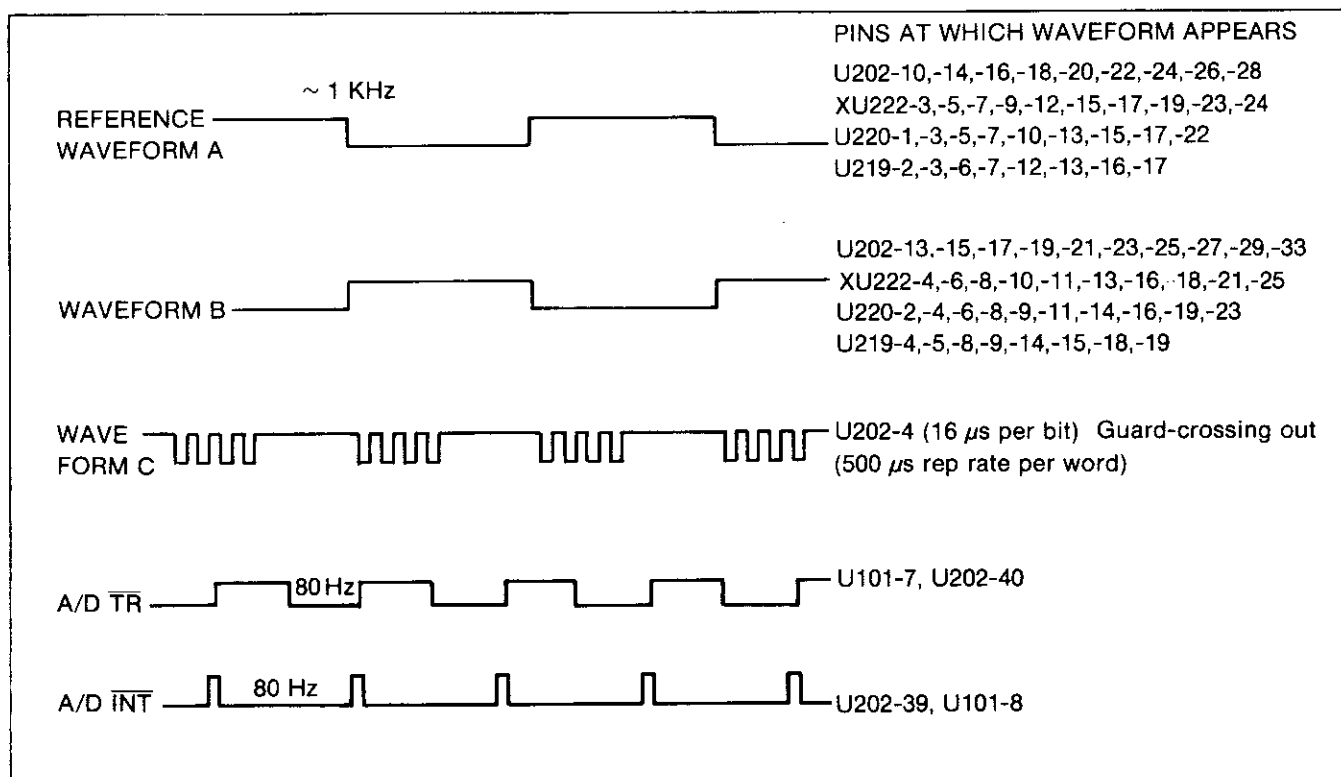 PINS AT WHICH WAVEFORM APPEARS
~ 1 KHz
REFERENCE
WAVEFORM A
U202-10,-14,-16,-18,-20,-22,-24,-26,-28
XU222-3,-5,-7,-9,-12,-15,-17,-19,-23,-24
U220-1,-3,-5,-7,-10,-13,-15,-17,-22
U219-2,-3,-6,-7,-12,-13,-16,-17
WAVEFORM B
U202-13.-15,-17,-19,-21,-23,-25,-27,-29,-33
XU222-4,-6,-8,-10,-11,-13,-16,-18,-21,-25
U220-2,-4,-6,-8,-9,-11,-14,-16,-19,-23
U219-4,-5,-8,-9,-14,-15,-18,-19
WAVE
FORM C
U202-4 (16 µs per bit) Guard-crossing out
(500 µs rep rate per word)
A/D T̅R̅
80 Hz
U101-7, U202-40
A/D I̅N̅T̅
80 Hz
U202-39, U101-8